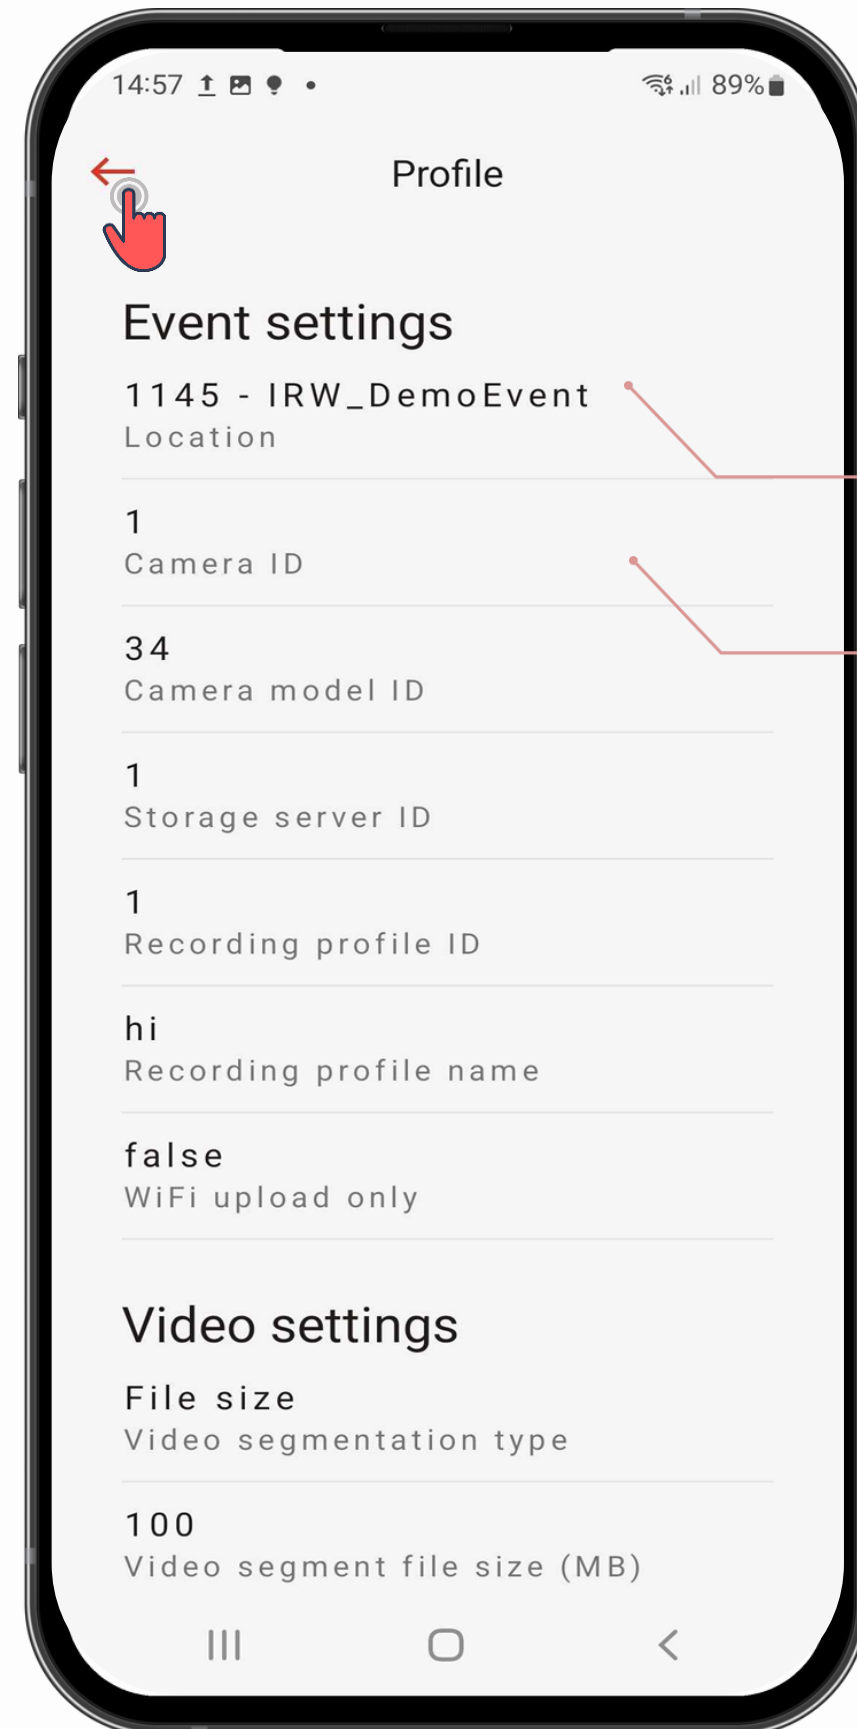 14:57
89%
Profile
Event settings
1145 - IRW_DemoEvent
Location
1
Camera ID
34
Camera model ID
1
Storage server ID
1
Recording profile ID
hi
Recording profile name
false
WiFi upload only
Video settings
File size
Video segmentation type
100
Video segment file size (MB)